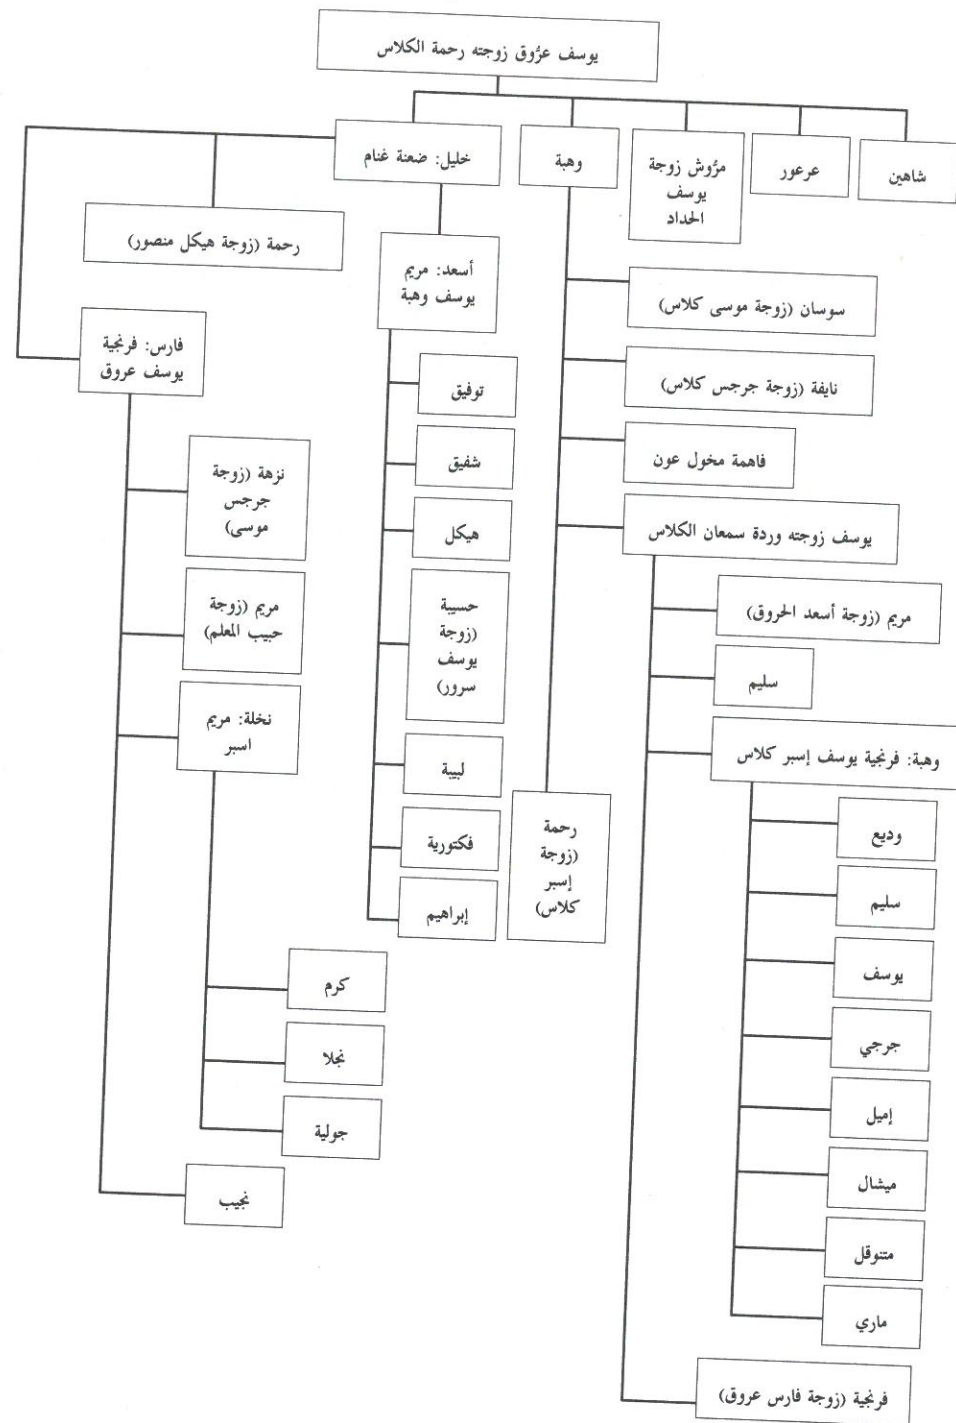 يوسف عرُّوق زوجته رحمة الكلاس
شاهين
عرعور
مرُّوش زوجة
يوسف
الحداد
وهبة
خليل: ضعنة غنام
سوسان (زوجة موسى كلاس)
نايفة (زوجة جرجس كلاس)
فاهمة مخول عون
يوسف زوجته وردة سمعان الكلاس
مريم (زوجة أسعد الحروق)
سليم
وهبة: فرنجية يوسف إسبر كلاس
وديع
سليم
يوسف
جرجي
إميل
ميشال
متنوقل
ماري
فرنجية (زوجة فارس عروق)
رحمة
(زوجة
إسبر
كلاس)
أسعد: مريم
يوسف وهبة
توفيق
شفيق
هيكل
حسيبة
(زوجة
يوسف
سرور)
لبيبة
فكتورية
إبراهيم
رحمة (زوجة هيكل منصور)
فارس: فرنجية
يوسف عروق
نزهة (زوجة
جرجس
موسى)
مريم (زوجة
حبيب المعلم)
نخلة: مريم
اسبر
كرم
نجلا
جولية
نجيب